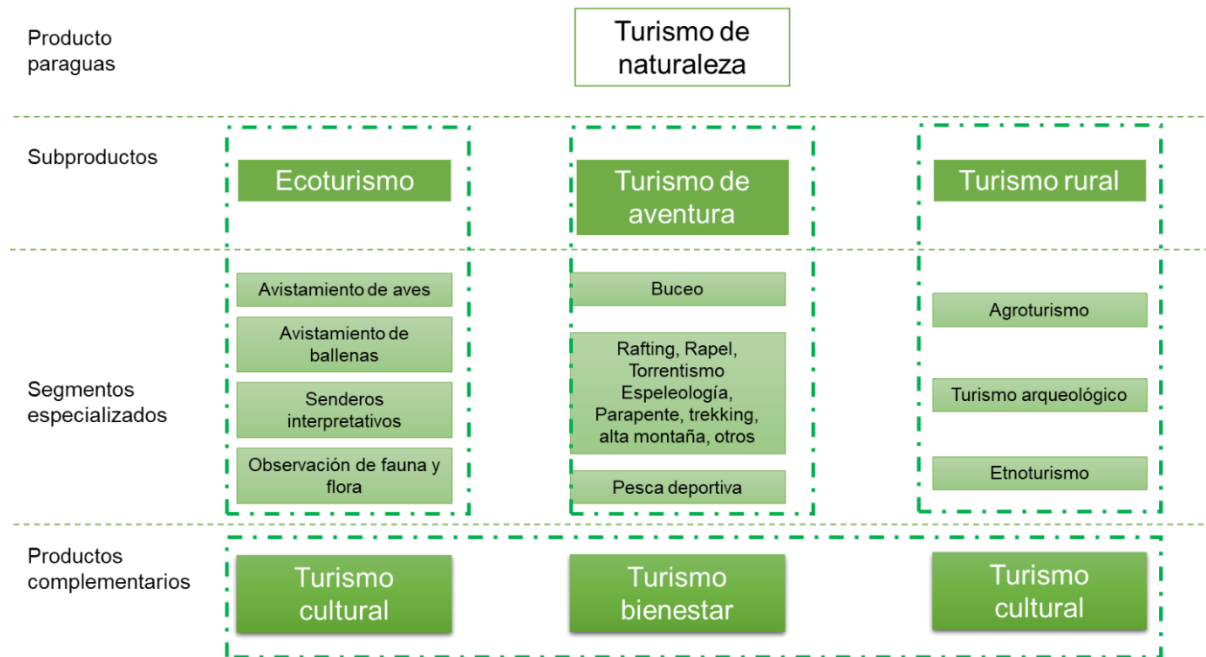 Producto
paraguas
Turismo de
naturaleza
Subproductos
Ecoturismo
Turismo de
aventura
Turismo rural
Segmentos
especializados
Avistamiento de aves
Avistamiento de
ballenas
Senderos
interpretativos
Observación de fauna y
flora
Buceo
Rafting, Rapel,
Torrentismo
Espeleología,
Parapente, trekking,
alta montaña, otros
Pesca deportiva
Agroturismo
Turismo arqueológico
Etnoturismo
Productos
complementarios
Turismo
cultural
Turismo
bienestar
Turismo
cultural